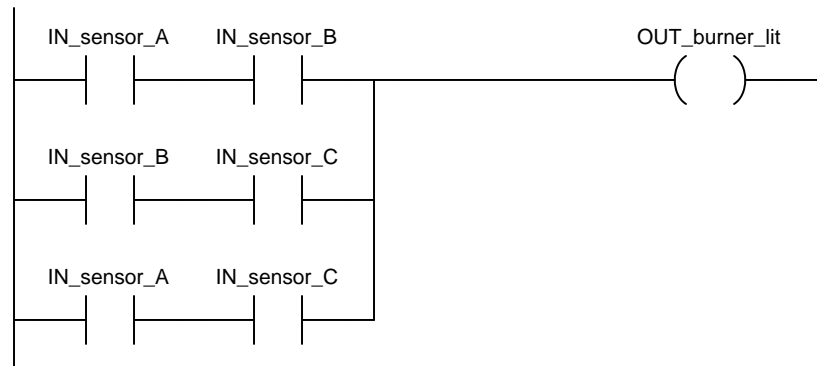 IN_sensor_A IN_sensor_B OUT_burner_lit
IN_sensor_B IN_sensor_C
IN_sensor_A IN_sensor_C